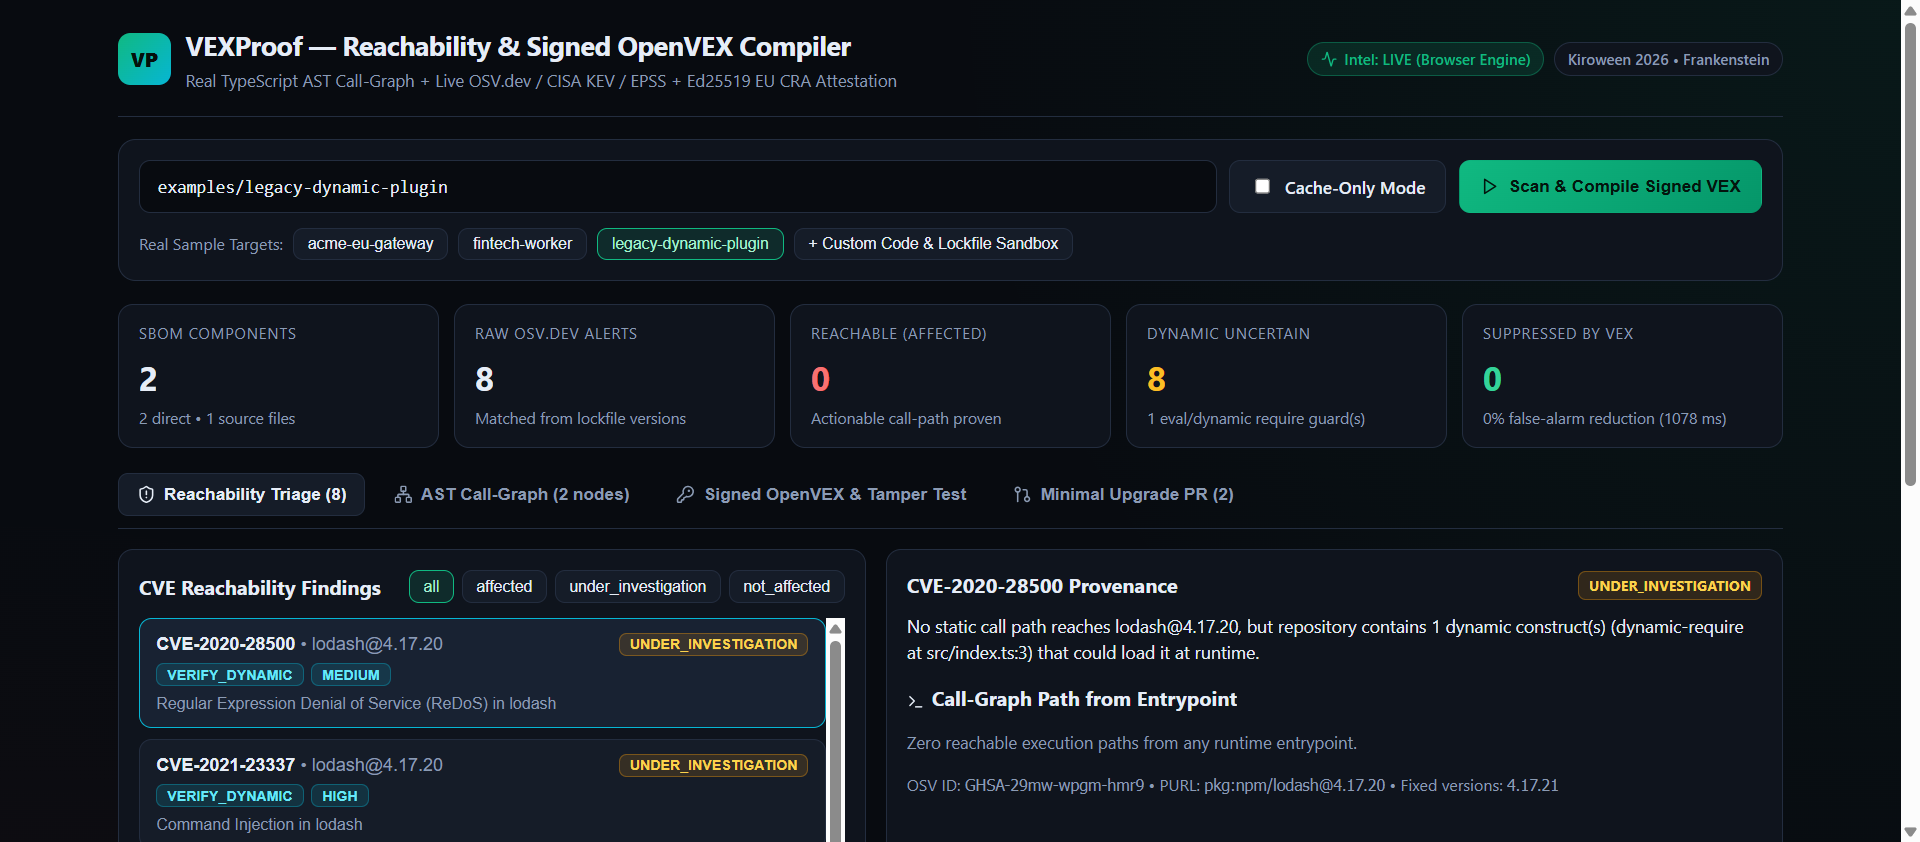 VP
VEXProof — Reachability & Signed OpenVEX Compiler
Real TypeScript AST Call-Graph + Live OSV.dev / CISA KEV / EPSS + Ed25519 EU CRA Attestation
Intel: LIVE (Browser Engine)
Kiroween 2026 • Frankenstein
examples/legacy-dynamic-plugin
Cache-Only Mode
Scan & Compile Signed VEX
Real Sample Targets:
acme-eu-gateway
fintech-worker
legacy-dynamic-plugin
+ Custom Code & Lockfile Sandbox
SBOM COMPONENTS
2
2 direct • 1 source files
RAW OSV.DEV ALERTS
8
Matched from lockfile versions
REACHABLE (AFFECTED)
0
Actionable call-path proven
DYNAMIC UNCERTAIN
8
1 eval/dynamic require guard(s)
SUPPRESSED BY VEX
0
0% false-alarm reduction (1078 ms)
Reachability Triage (8)
AST Call-Graph (2 nodes)
Signed OpenVEX & Tamper Test
Minimal Upgrade PR (2)
CVE Reachability Findings
all
affected
under_investigation
not_affected
CVE-2020-28500 • lodash@4.17.20
UNDER_INVESTIGATION
VERIFY_DYNAMIC
MEDIUM
Regular Expression Denial of Service (ReDoS) in lodash
CVE-2021-23337 • lodash@4.17.20
UNDER_INVESTIGATION
VERIFY_DYNAMIC
HIGH
Command Injection in lodash
CVE-2020-28500 Provenance
UNDER_INVESTIGATION
No static call path reaches lodash@4.17.20, but repository contains 1 dynamic construct(s) (dynamic-require
at src/index.ts:3) that could load it at runtime.
Call-Graph Path from Entrypoint
Zero reachable execution paths from any runtime entrypoint.
OSV ID: GHSA-29mw-wpgm-hmr9 • PURL: pkg:npm/lodash@4.17.20 • Fixed versions: 4.17.21